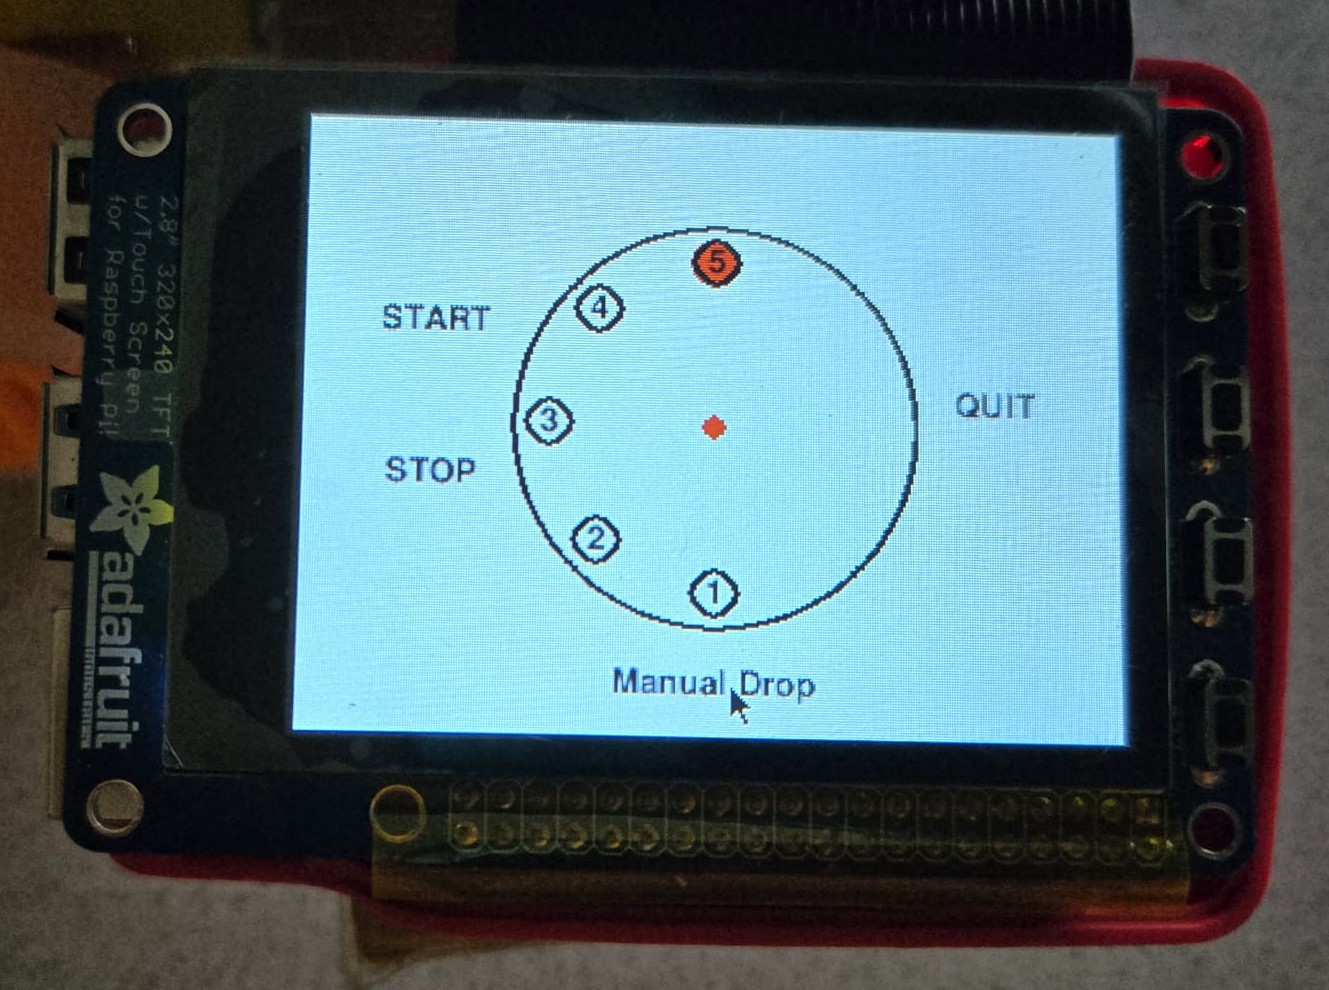 5
4
START
3
QUIT
STOP
2
1
Manual Drop
2.8" 320x240 TFT
w/Touch Screen
for Raspberry Pi!
adafruit